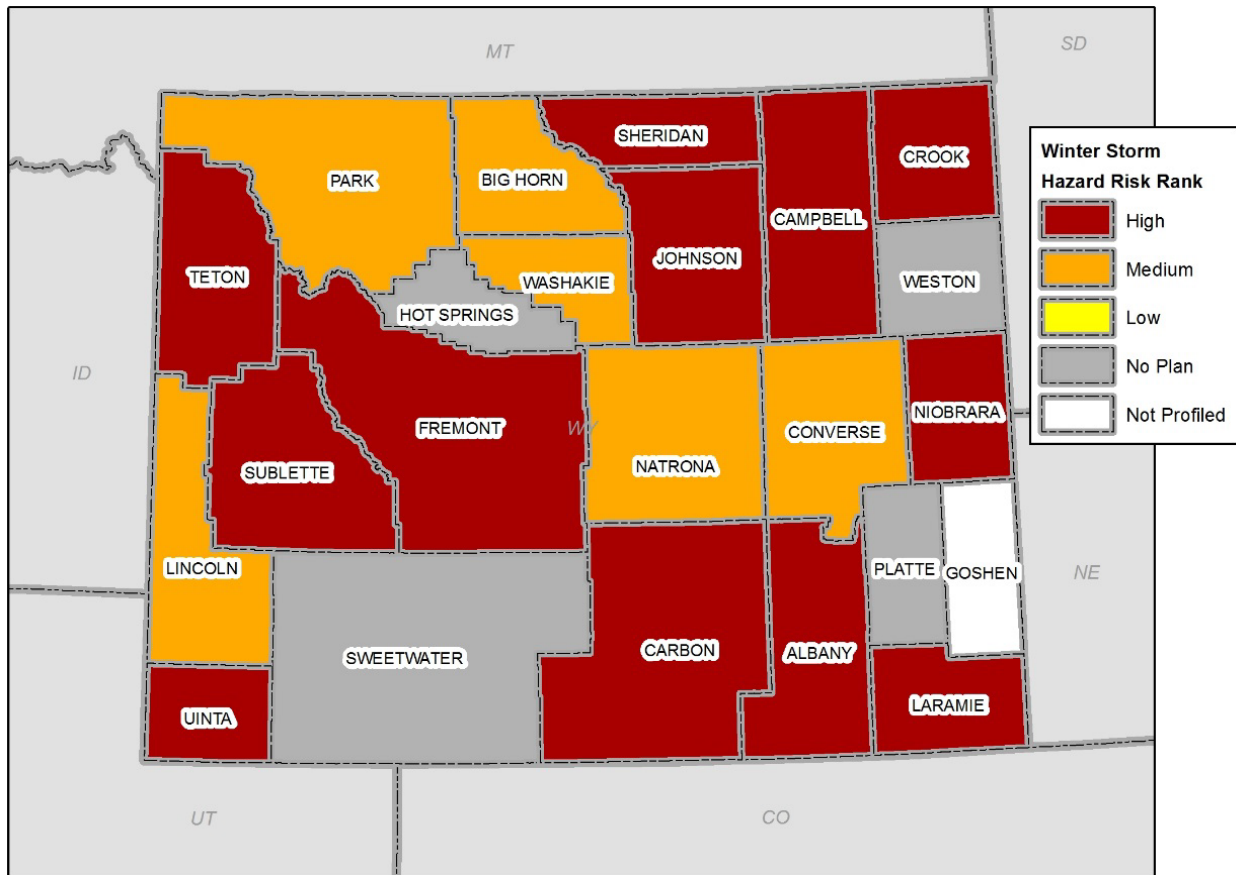 MT
SD
SHERIDAN
CROOK
PARK
BIG HORN
CAMPBELL
JOHNSON
TETON
WASHAKIE
WESTON
HOT SPRINGS
ID
FREMONT
WY
NIOBRARA
CONVERSE
SUBLETTE
NATRONA
LINCOLN
PLATTE
GOSHEN
NE
SWEETWATER
CARBON
ALBANY
UINTA
LARAMIE
UT
CO
Winter Storm
Hazard Risk Rank
High
Medium
Low
No Plan
Not Profiled